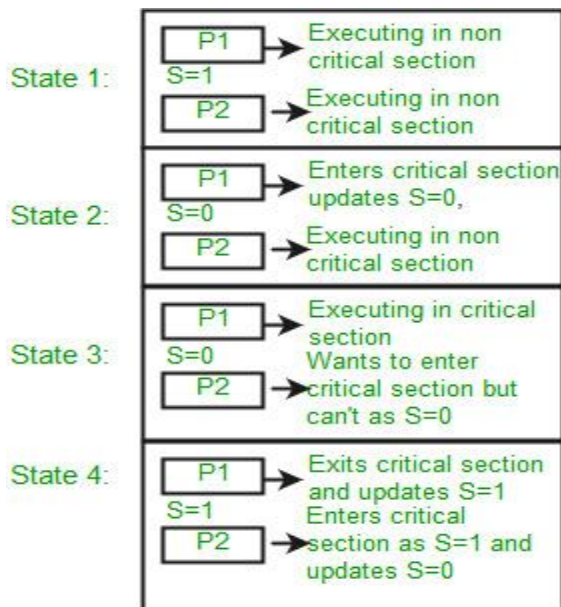 State 1:
P1
Executing in non
critical section
S=1
P2
Executing in non
critical section
State 2:
P1
Enters critical section
updates S=0,
S=0
P2
Executing in non
critical section
State 3:
P1
Executing in critical
section
S=0
P2
Wants to enter
critical section but
can't as S=0
State 4:
P1
Exits critical section
and updates S=1
S=1
P2
Enters critical
section as S=1 and
updates S=0